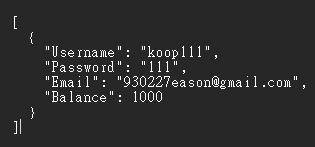 [
  {
    "Username": "koop111",
    "Password": "111",
    "Email": "930227eason@gmail.com",
    "Balance": 1000
  }
]